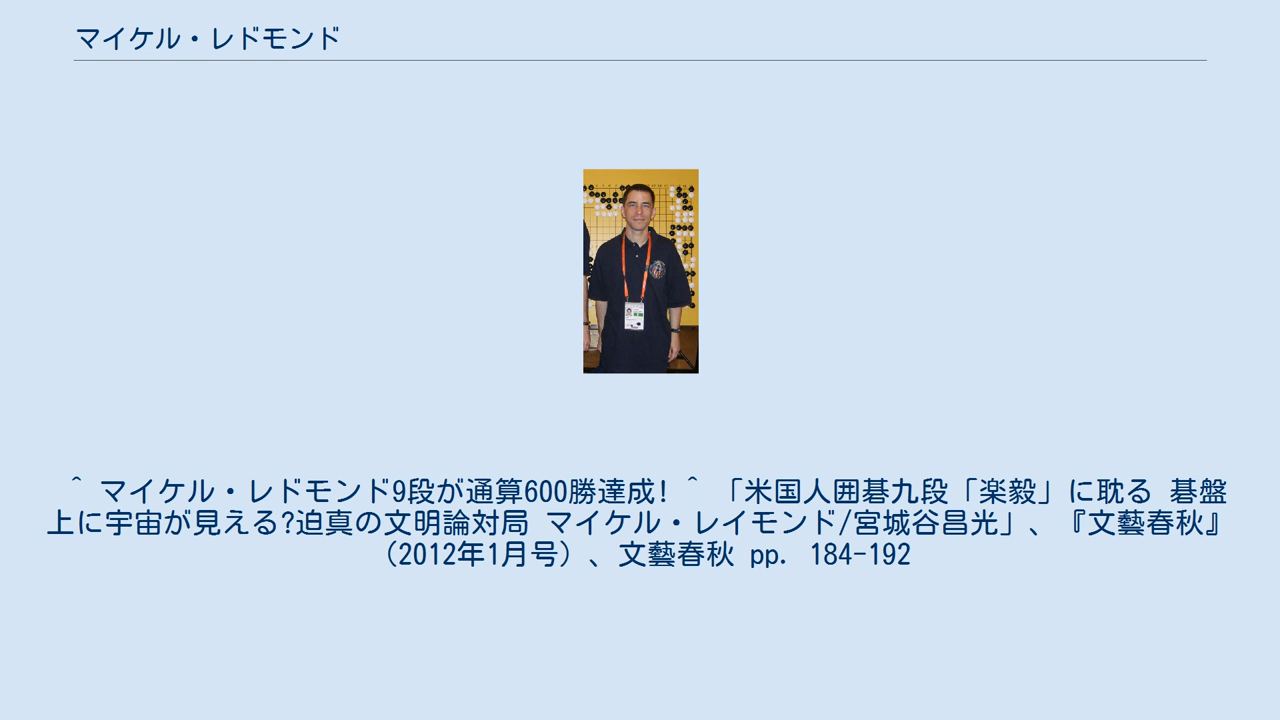 マイケル・レドモンド
^ マイケル・レドモンド9段が通算600勝達成! ^ 「米国人囲碁九段「楽毅」に耽る 碁盤
上に宇宙が見える?迫真の文明論対局 マイケル・レイモンド/宮城谷昌光」、『文藝春秋』
（2012年1月号）、文藝春秋 pp. 184-192